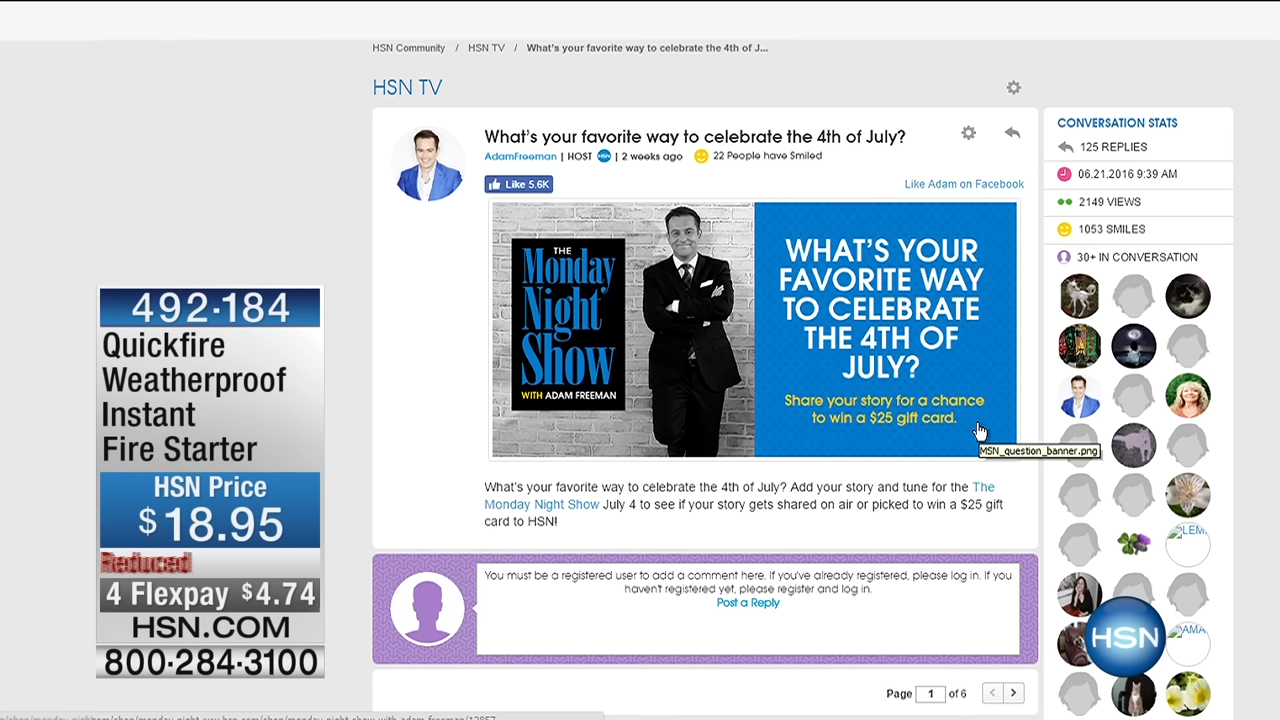 HSN Community / HSN TV / What's your favorite way to celebrate the 4th of J...
HSN TV
What's your favorite way to celebrate the 4th of July?
AdamFreeman | HOST HSN | 2 weeks ago 22 People have Smiled
Like 5.6K
Like Adam on Facebook
THE
Monday
Night
Show
WITH ADAM FREEMAN
WHAT'S YOUR
FAVORITE WAY
TO CELEBRATE
THE 4TH OF
JULY?
Share your story for a chance
to win a $25 gift card.
MSN_question_banner.png
What's your favorite way to celebrate the 4th of July? Add your story and tune for the The
Monday Night Show July 4 to see if your story gets shared on air or picked to win a $25 gift
card to HSN!
You must be a registered user to add a comment here. If you've already registered, please log in. If you
haven't registered yet, please register and log in.
Post a Reply
Page 1 of 6
CONVERSATION STATS
125 REPLIES
06.21.2016 9:39 AM
2149 VIEWS
1053 SMILES
30+ IN CONVERSATION
HSN
492·184
Quickfire
Weatherproof
Instant
Fire Starter
HSN Price
$18.95
Reduced
4 Flexpay $4.74
HSN.COM
800·284·3100